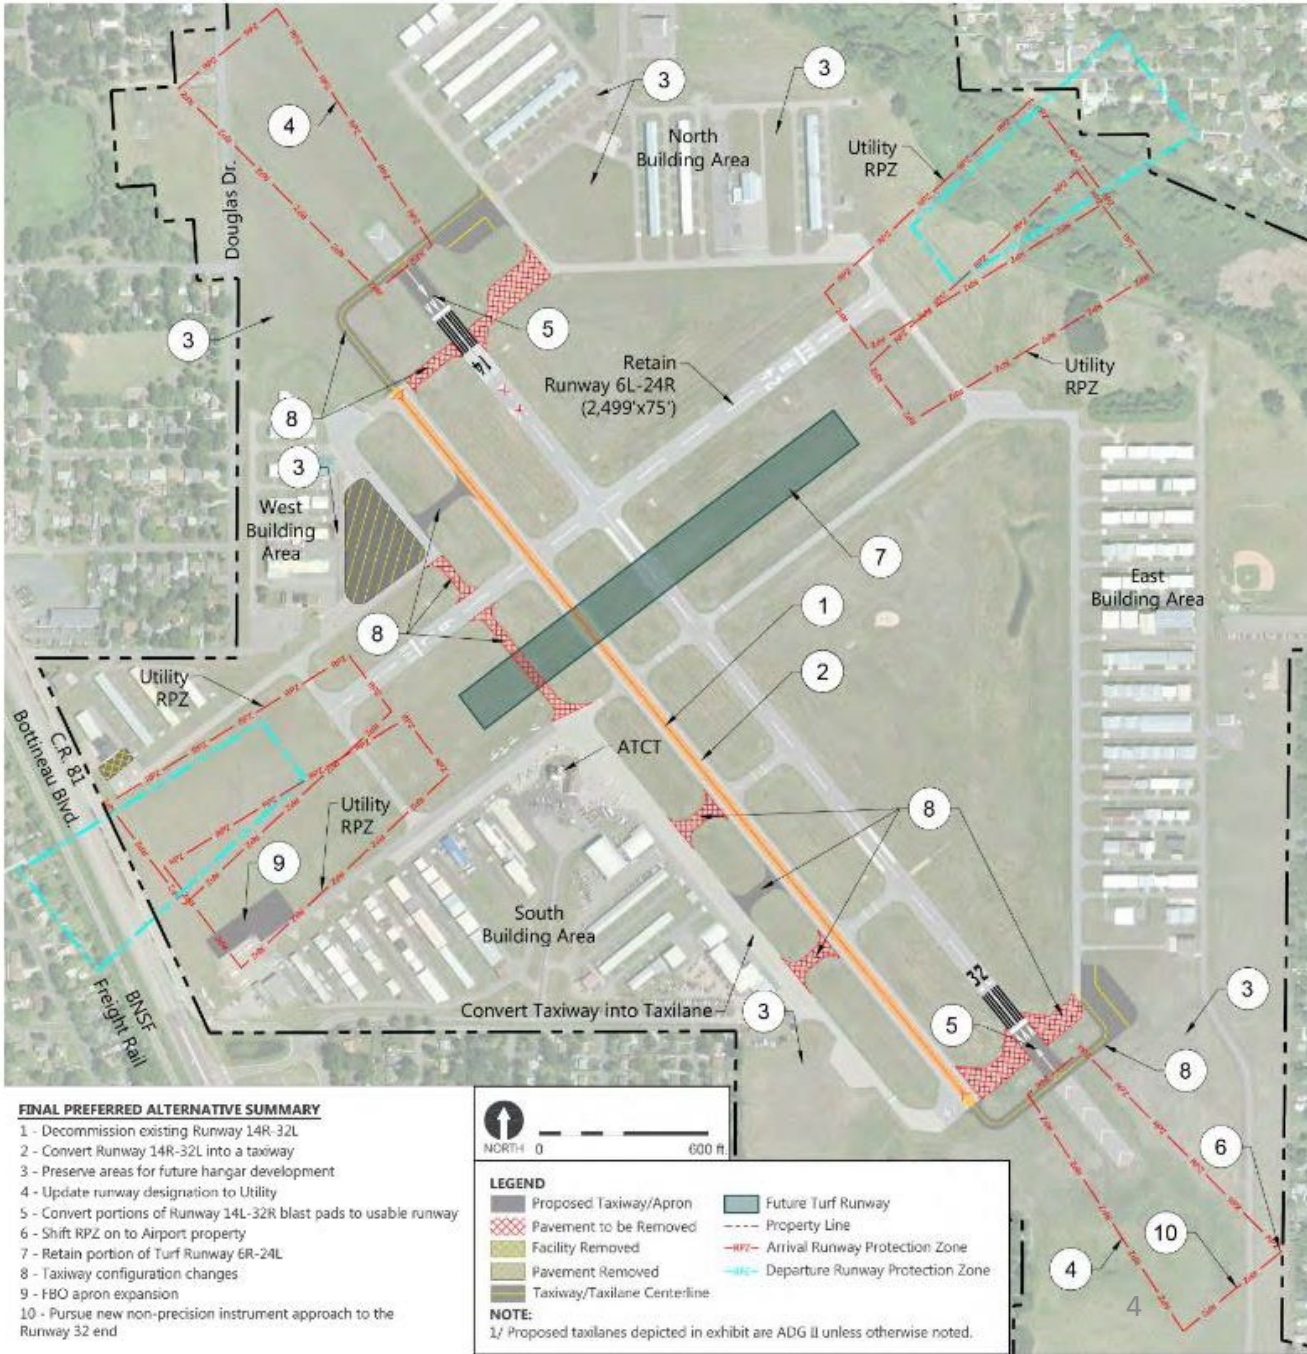 3
3
4
North
Building Area
Utility
RPZ
Douglas Dr.
5
3
14
Retain
Runway 6L-24R
(2,499'x75')
Utility
RPZ
8
3
West
Building
Area
7
East
Building Area
1
8
2
Utility
RPZ
C.R. 81
Bottineau Blvd.
ATCT
Utility
RPZ
8
9
South
Building Area
32
3
Convert Taxiway into Taxilane
3
5
BNSF
Freight Rail
8
6
10
4
4
FINAL PREFERRED ALTERNATIVE SUMMARY
1 - Decommission existing Runway 14R-32L
2 - Convert Runway 14R-32L into a taxiway
3 - Preserve areas for future hangar development
4 - Update runway designation to Utility
5 - Convert portions of Runway 14L-32R blast pads to usable runway
6 - Shift RPZ on to Airport property
7 - Retain portion of Turf Runway 6R-24L
8 - Taxiway configuration changes
9 - FBO apron expansion
10 - Pursue new non-precision instrument approach to the
Runway 32 end
NORTH 0 600 ft.
LEGEND
Proposed Taxiway/Apron
Pavement to be Removed
Facility Removed
Pavement Removed
Taxiway/Taxilane Centerline
Future Turf Runway
Property Line
RPZ Arrival Runway Protection Zone
Departure Runway Protection Zone
NOTE:
1/ Proposed taxilanes depicted in exhibit are ADG II unless otherwise noted.